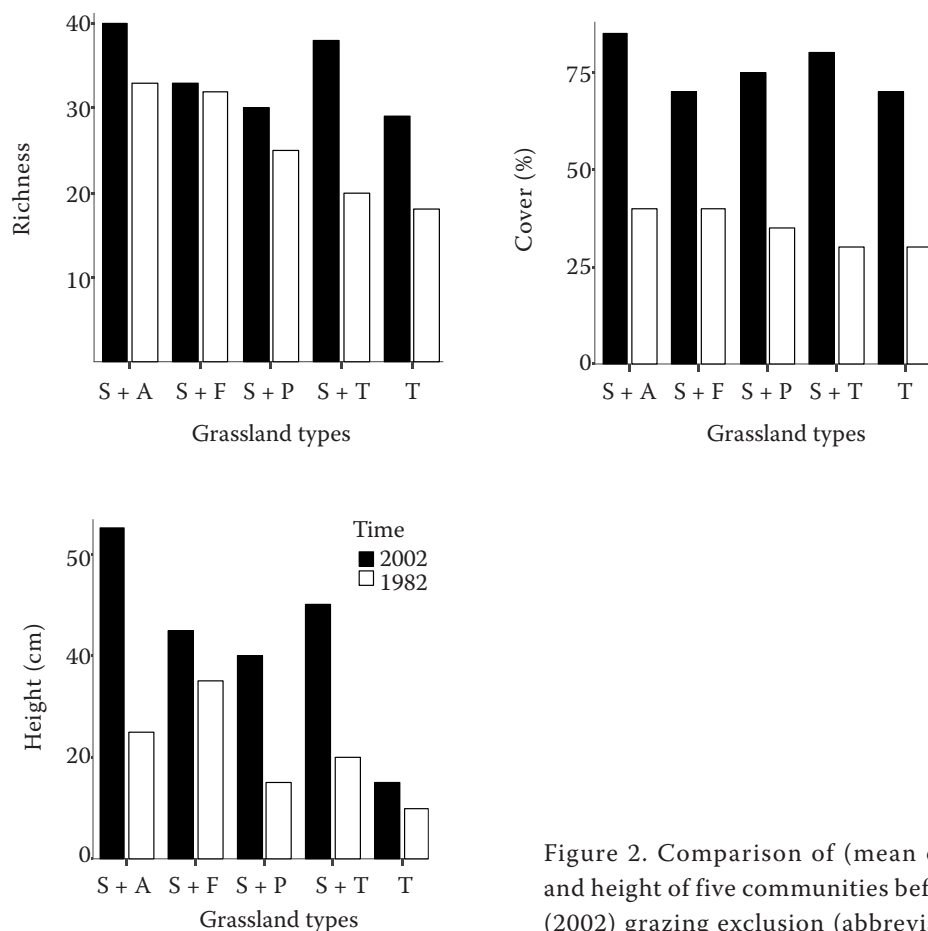 40
30
20
10
Richness
S + A S + F S + P S + T T
Grassland types
75
50
25
0
Cover (%)
S + A S + F S + P S + T T
Grassland types
Time
2002
1982
50
40
20
0
Height (cm)
S + A S + F S + P S + T T
Grassland types
Figure 2. Comparison of (mean
and height of five communities
(2002) grazing exclusion